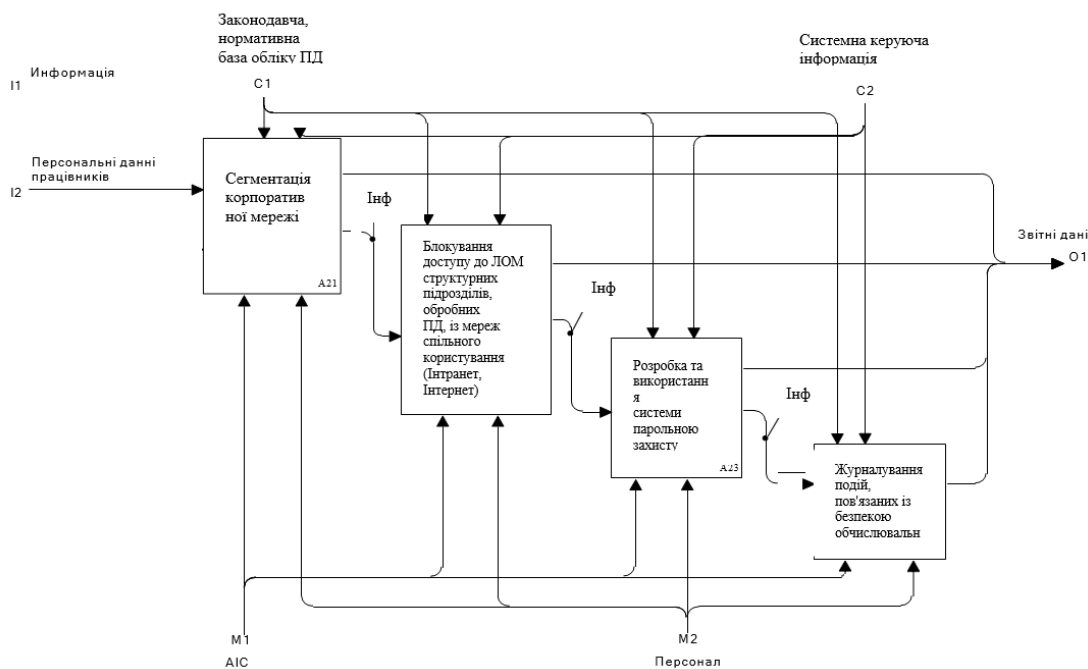 Законодавча,
нормативна
база обліку ПД
C1
Системна керуюча
інформація
C2
Информація
I1
Персональні данні
працівників
I2
Сегментація
корпоратив
ної мережі
A21
Інф
Блокування
доступу до ЛОМ
структурних
підрозділів,
обробних
ПД, із мереж
спільного
користування
(Інтранет,
Інтернет)
Інф
Розробка та
використанн
я
системи
парольною
захисту
A23
Інф
Журналування
подій,
пов'язаних із
безпекою
обчислювальн
Звітні дані
O1
M1
АІС
M2
Персонал